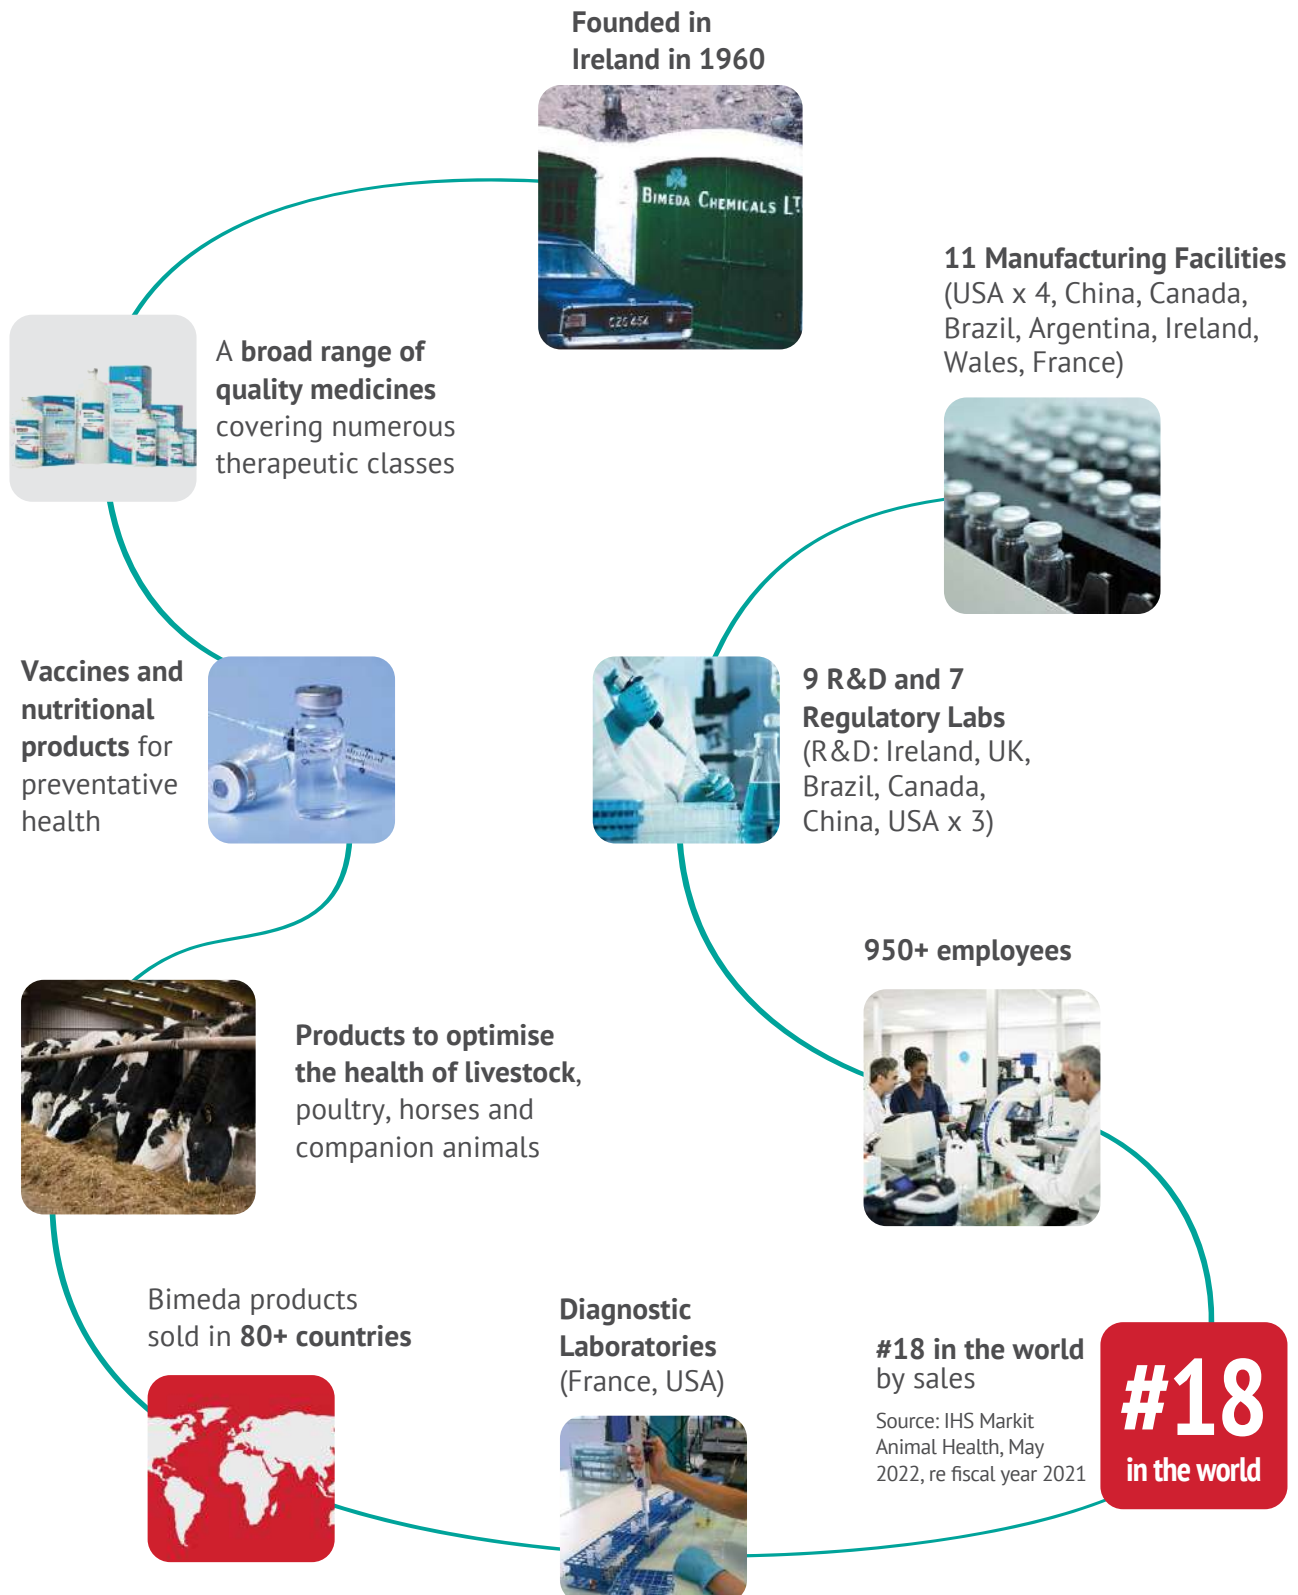 Founded in
Ireland in 1960
BIMEDA CHEMICALS LT
CZS 454
11 Manufacturing Facilities
(USA x 4, China, Canada,
Brazil, Argentina, Ireland,
Wales, France)
A broad range of
quality medicines
covering numerous
therapeutic classes
Vaccines and
nutritional
products for
preventative
health
9 R&D and 7
Regulatory Labs
(R&D: Ireland, UK,
Brazil, Canada,
China, USA x 3)
950+ employees
Products to optimise
the health of livestock,
poultry, horses and
companion animals
Bimeda products
sold in 80+ countries
Diagnostic
Laboratories
(France, USA)
#18 in the world
by sales
Source: IHS Markit
Animal Health, May
2022, re fiscal year 2021
#18
in the world